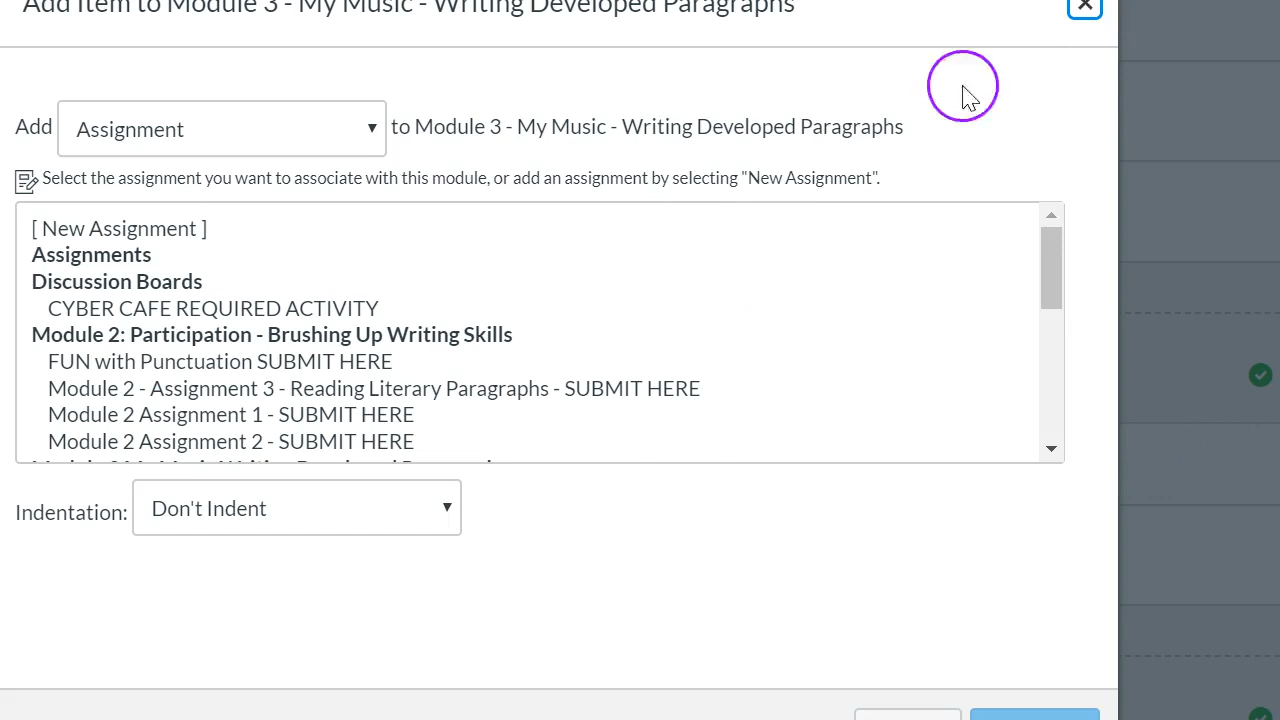 Add Item to Module 3 - My Music - Writing Developed Paragraphs
Add Assignment to Module 3 - My Music - Writing Developed Paragraphs
Select the assignment you want to associate with this module, or add an assignment by selecting "New Assignment".
[ New Assignment ]
Assignments
Discussion Boards
CYBER CAFE REQUIRED ACTIVITY
Module 2: Participation - Brushing Up Writing Skills
FUN with Punctuation SUBMIT HERE
Module 2 - Assignment 3 - Reading Literary Paragraphs - SUBMIT HERE
Module 2 Assignment 1 - SUBMIT HERE
Module 2 Assignment 2 - SUBMIT HERE
Indentation: Don't Indent